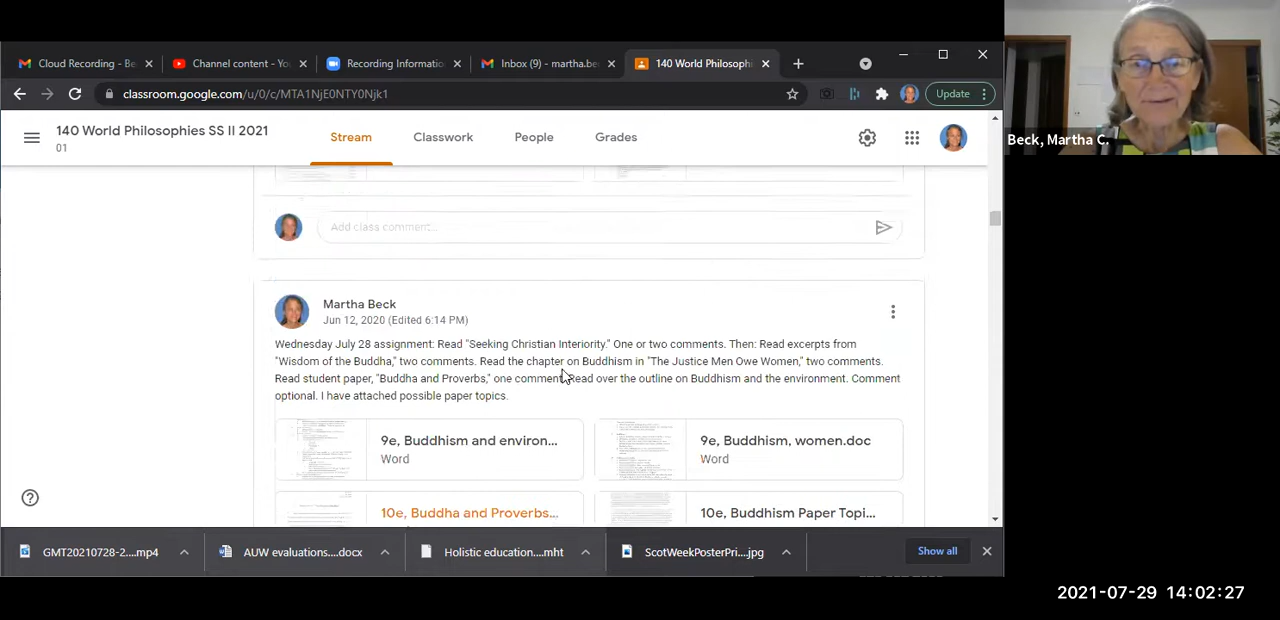 Cloud Recording - Be
Channel content - Yo
Recording Informatio
Inbox (9) - martha.be
140 World Philosophi
classroom.google.com/u/0/c/MTA1NjE0NTY0Njk1
Update
140 World Philosophies SS II 2021
01
Stream
Classwork
People
Grades
Beck, Martha C.
Add class comment...
Martha Beck
Jun 12, 2020 (Edited 6:14 PM)
Wednesday July 28 assignment: Read "Seeking Christian Interiority." One or two comments. Then: Read excerpts from
"Wisdom of the Buddha," two comments. Read the chapter on Buddhism in "The Justice Men Owe Women," two comments.
Read student paper, "Buddha and Proverbs," one comment. Read over the outline on Buddhism and the environment. Comment
optional. I have attached possible paper topics.
9e, Buddhism and environ...
Word
9e, Buddhism, women.doc
Word
10e, Buddha and Proverbs...
10e, Buddhism Paper Topi...
GMT20210728-2....mp4
AUW evaluations....docx
Holistic education....mht
ScotWeekPosterPri....jpg
Show all
2021-07-29 14:02:27